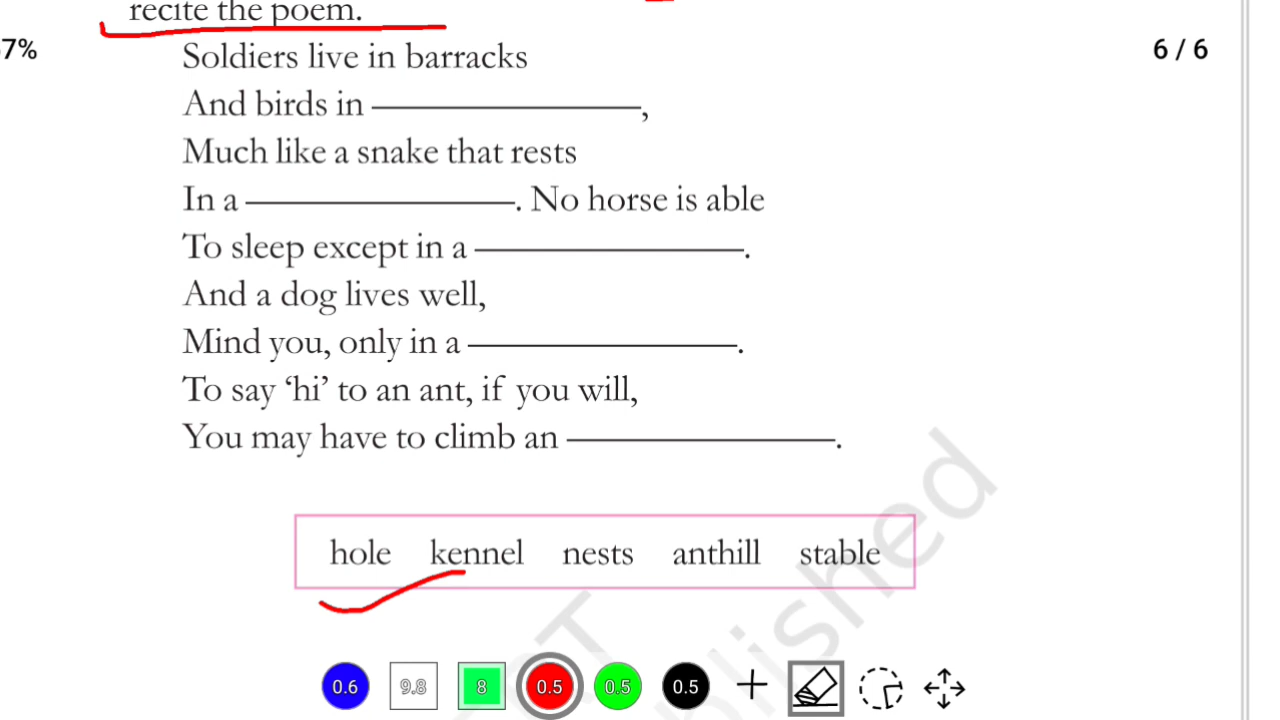 recite the poem.
7%
6 / 6
Soldiers live in barracks
And birds in ,
Much like a snake that rests
In a . No horse is able
To sleep except in a .
And a dog lives well,
Mind you, only in a .
To say ‘hi’ to an ant, if you will,
You may have to climb an .
hole kennel nests anthill stable
0.6 9.8 8 0.5 0.5 0.5